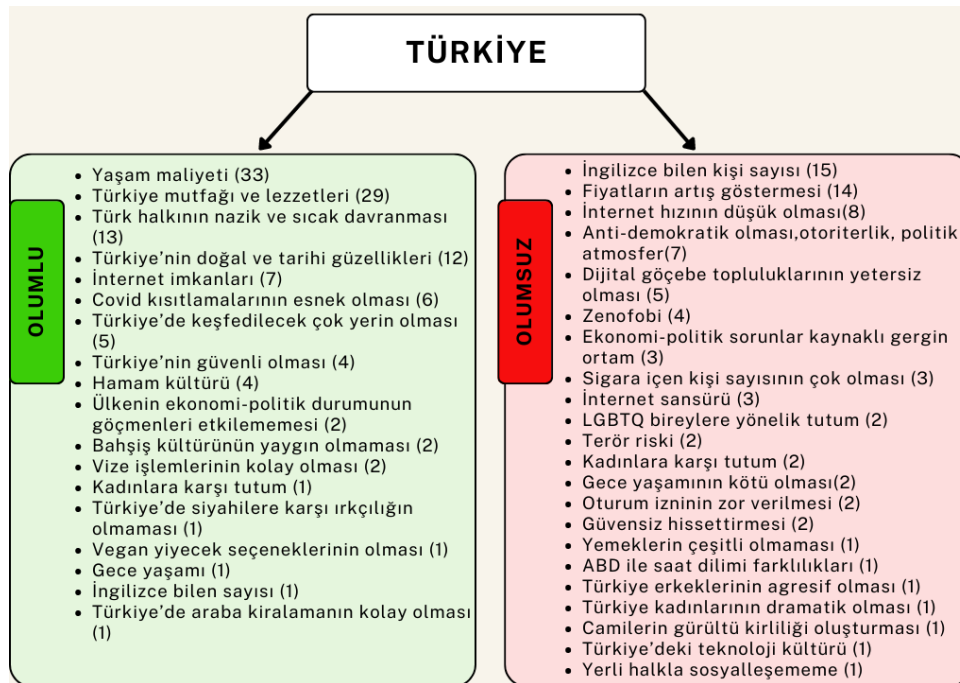 TÜRKİYE
OLUMLU
Yaşam maliyeti (33)
Türkiye mutfağı ve lezzetleri (29)
Türk halkının nazik ve sıcak davranması
(13)
Türkiye'nin doğal ve tarihi güzellikleri (12)
İnternet imkanları (7)
Covid kısıtlamalarının esnek olması (6)
Türkiye'de keşfedilecek çok yerin olması
(5)
Türkiye'nin güvenli olması (4)
Hamam kültürü (4)
Ülkenin ekonomi-politik durumunun
göçmenleri etkilememesi (2)
Bahşiş kültürünün yaygın olmaması (2)
Vize işlemlerinin kolay olması (2)
Kadınlara karşı tutum (1)
Türkiye'de siyahilere karşı ırkçılığın
olmaması (1)
Vegan yiyecek seçeneklerinin olması (1)
Gece yaşamı (1)
İngilizce bilen sayısı (1)
Türkiye'de araba kiralamanın kolay olması
(1)
OLUMSUZ
İngilizce bilen kişi sayısı (15)
Fiyatların artış göstermesi (14)
İnternet hızının düşük olması(8)
Anti-demokratik olması,otoriterlik, politik
atmosfer(7)
Dijital göçebe topluluklarının yetersiz
olması (5)
Zenofobi (4)
Ekonomi-politik sorunlar kaynaklı gergin
ortam (3)
Sigara içen kişi sayısının çok olması (3)
İnternet sansürü (3)
LGBTQ bireylere yönelik tutum (2)
Terör riski (2)
Kadınlara karşı tutum (2)
Gece yaşamının kötü olması(2)
Oturum izninin zor verilmesi (2)
Güvensiz hissettirmesi (2)
Yemeklerin çeşitli olmaması (1)
ABD ile saat dilimi farklılıkları (1)
Türkiye erkeklerinin agresif olması (1)
Türkiye kadınlarının dramatik olması (1)
Camilerin gürültü kirliliği oluşturması (1)
Türkiye'deki teknoloji kültürü (1)
Yerli halkla sosyalleşememe (1)